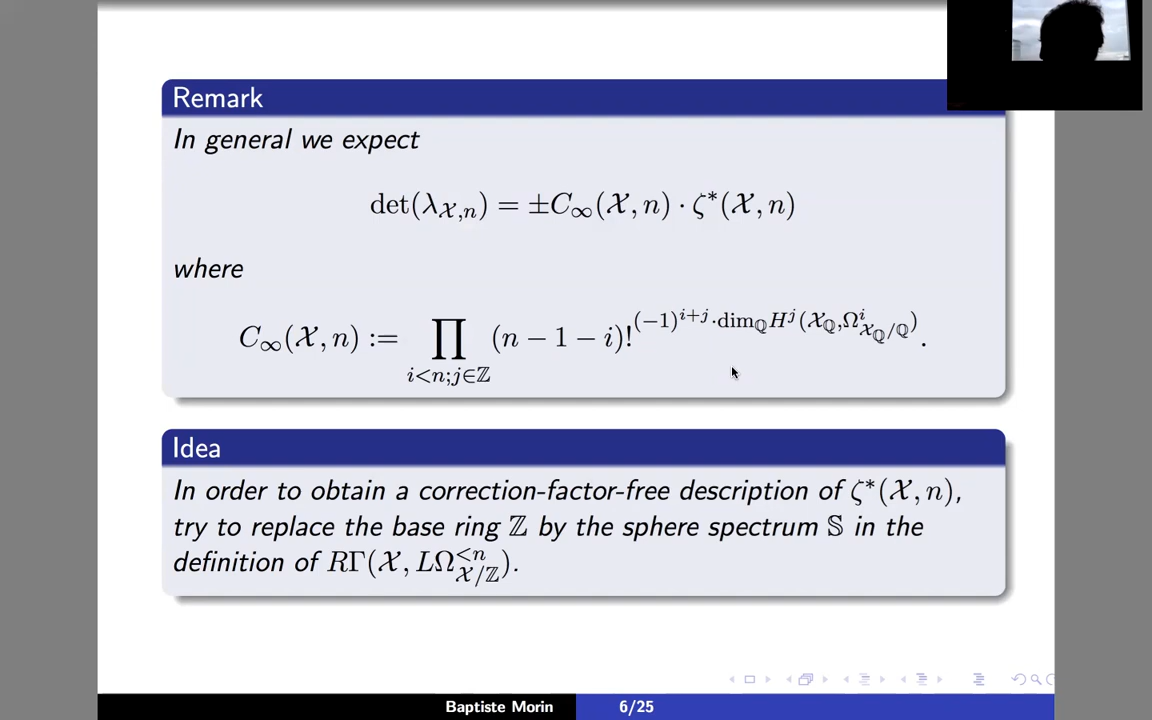 Remark
In general we expect
det(λ_{𝒳,n}) = ±C_∞(𝒳, n) · ζ*(𝒳, n)
where
C_∞(𝒳, n) := ∏_{i<n; j∈ℤ} (n − 1 − i)!^{(−1)^{i+j}·dim_ℚ H^j(𝒳_ℚ, Ω^i_{𝒳_ℚ/ℚ})}.
Idea
In order to obtain a correction-factor-free description of ζ*(𝒳, n),
try to replace the base ring ℤ by the sphere spectrum 𝕊 in the
definition of RΓ(𝒳, LΩ^{<n}_{𝒳/ℤ}).
Baptiste Morin 6/25